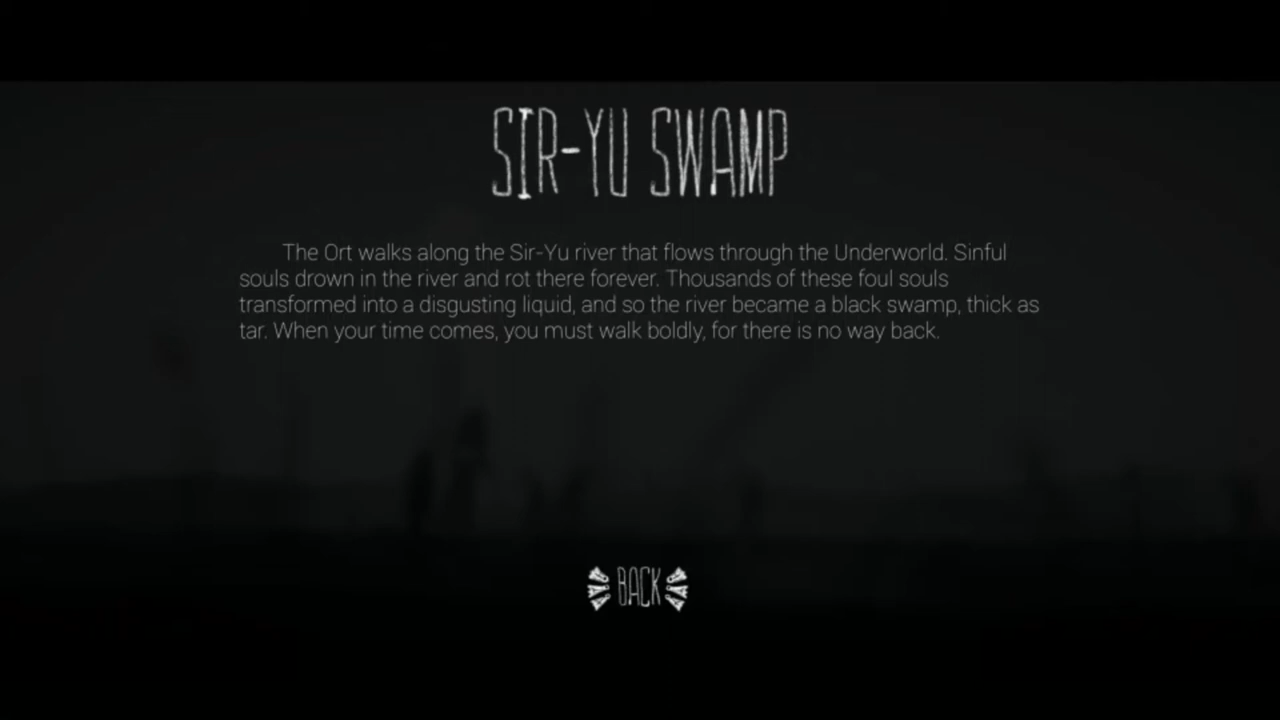 SIR-YU SWAMP
The Ort walks along the Sir-Yu river that flows through the Underworld. Sinful
souls drown in the river and rot there forever. Thousands of these foul souls
transformed into a disgusting liquid, and so the river became a black swamp, thick as
tar. When your time comes, you must walk boldly, for there is no way back.
BACK